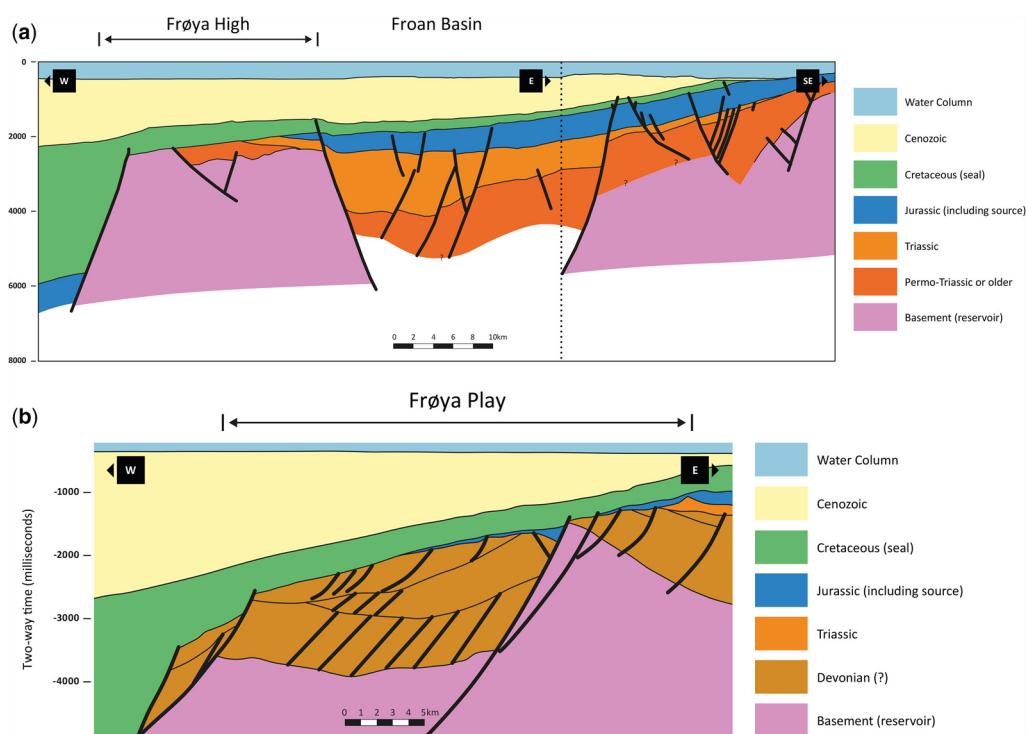 (a)
Frøya High
Froan Basin
0
2000
4000
6000
8000
W
E
SE
?
?
?
0 2 4 6 8 10km
Water Column
Cenozoic
Cretaceous (seal)
Jurassic (including source)
Triassic
Permo-Triassic or older
Basement (reservoir)
(b)
Frøya Play
Two-way time (milliseconds)
-1000
-2000
-3000
-4000
W
E
0 1 2 3 4 5km
Water Column
Cenozoic
Cretaceous (seal)
Jurassic (including source)
Triassic
Devonian (?)
Basement (reservoir)